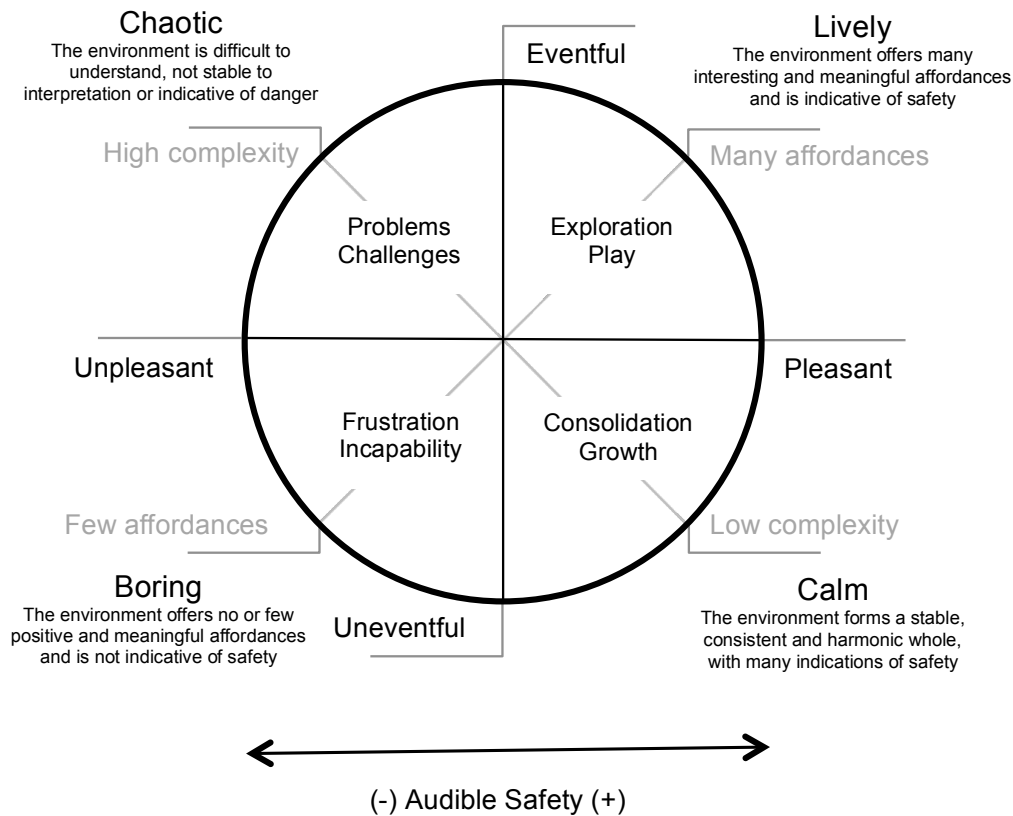 Chaotic
The environment is difficult to
understand, not stable to
interpretation or indicative of danger
Eventful
Lively
The environment offers many
interesting and meaningful affordances
and is indicative of safety
High complexity
Many affordances
Problems
Challenges
Exploration
Play
Unpleasant
Pleasant
Frustration
Incapability
Consolidation
Growth
Few affordances
Low complexity
Boring
The environment offers no or few
positive and meaningful affordances
and is not indicative of safety
Uneventful
Calm
The environment forms a stable,
consistent and harmonic whole,
with many indications of safety
(-) Audible Safety (+)